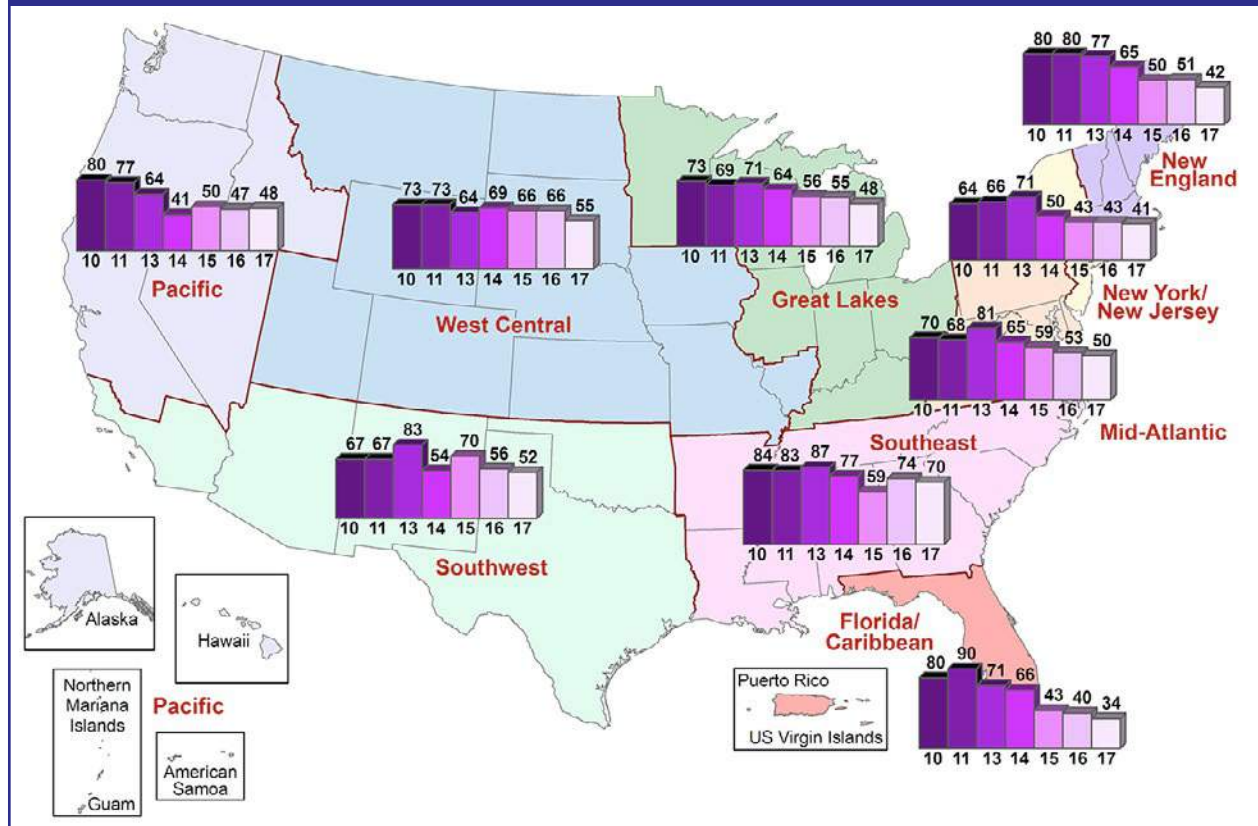 80 80 77 65 50 51 42
10 11 13 14 15 16 17
New
England
80 77 64 41 50 47 48
10 11 13 14 15 16 17
Pacific
73 73 64 69 66 66 55
10 11 13 14 15 16 17
West Central
73 69 71 64 56 55 48
10 11 13 14 15 16 17
Great Lakes
64 66 71 50 43 43 41
10 11 13 14 15 16 17
New York/
New Jersey
70 68 81 65 59 53 50
10 11 13 14 15 16 17
Mid-Atlantic
67 67 83 54 70 56 52
10 11 13 14 15 16 17
Southwest
Southeast
84 83 87 77 59 74 70
10 11 13 14 15 16 17
Florida/
Caribbean
80 90 71 66 43 40 34
10 11 13 14 15 16 17
Alaska
Hawaii
Northern
Mariana
Islands
Guam
Pacific
American
Samoa
Puerto Rico
US Virgin Islands